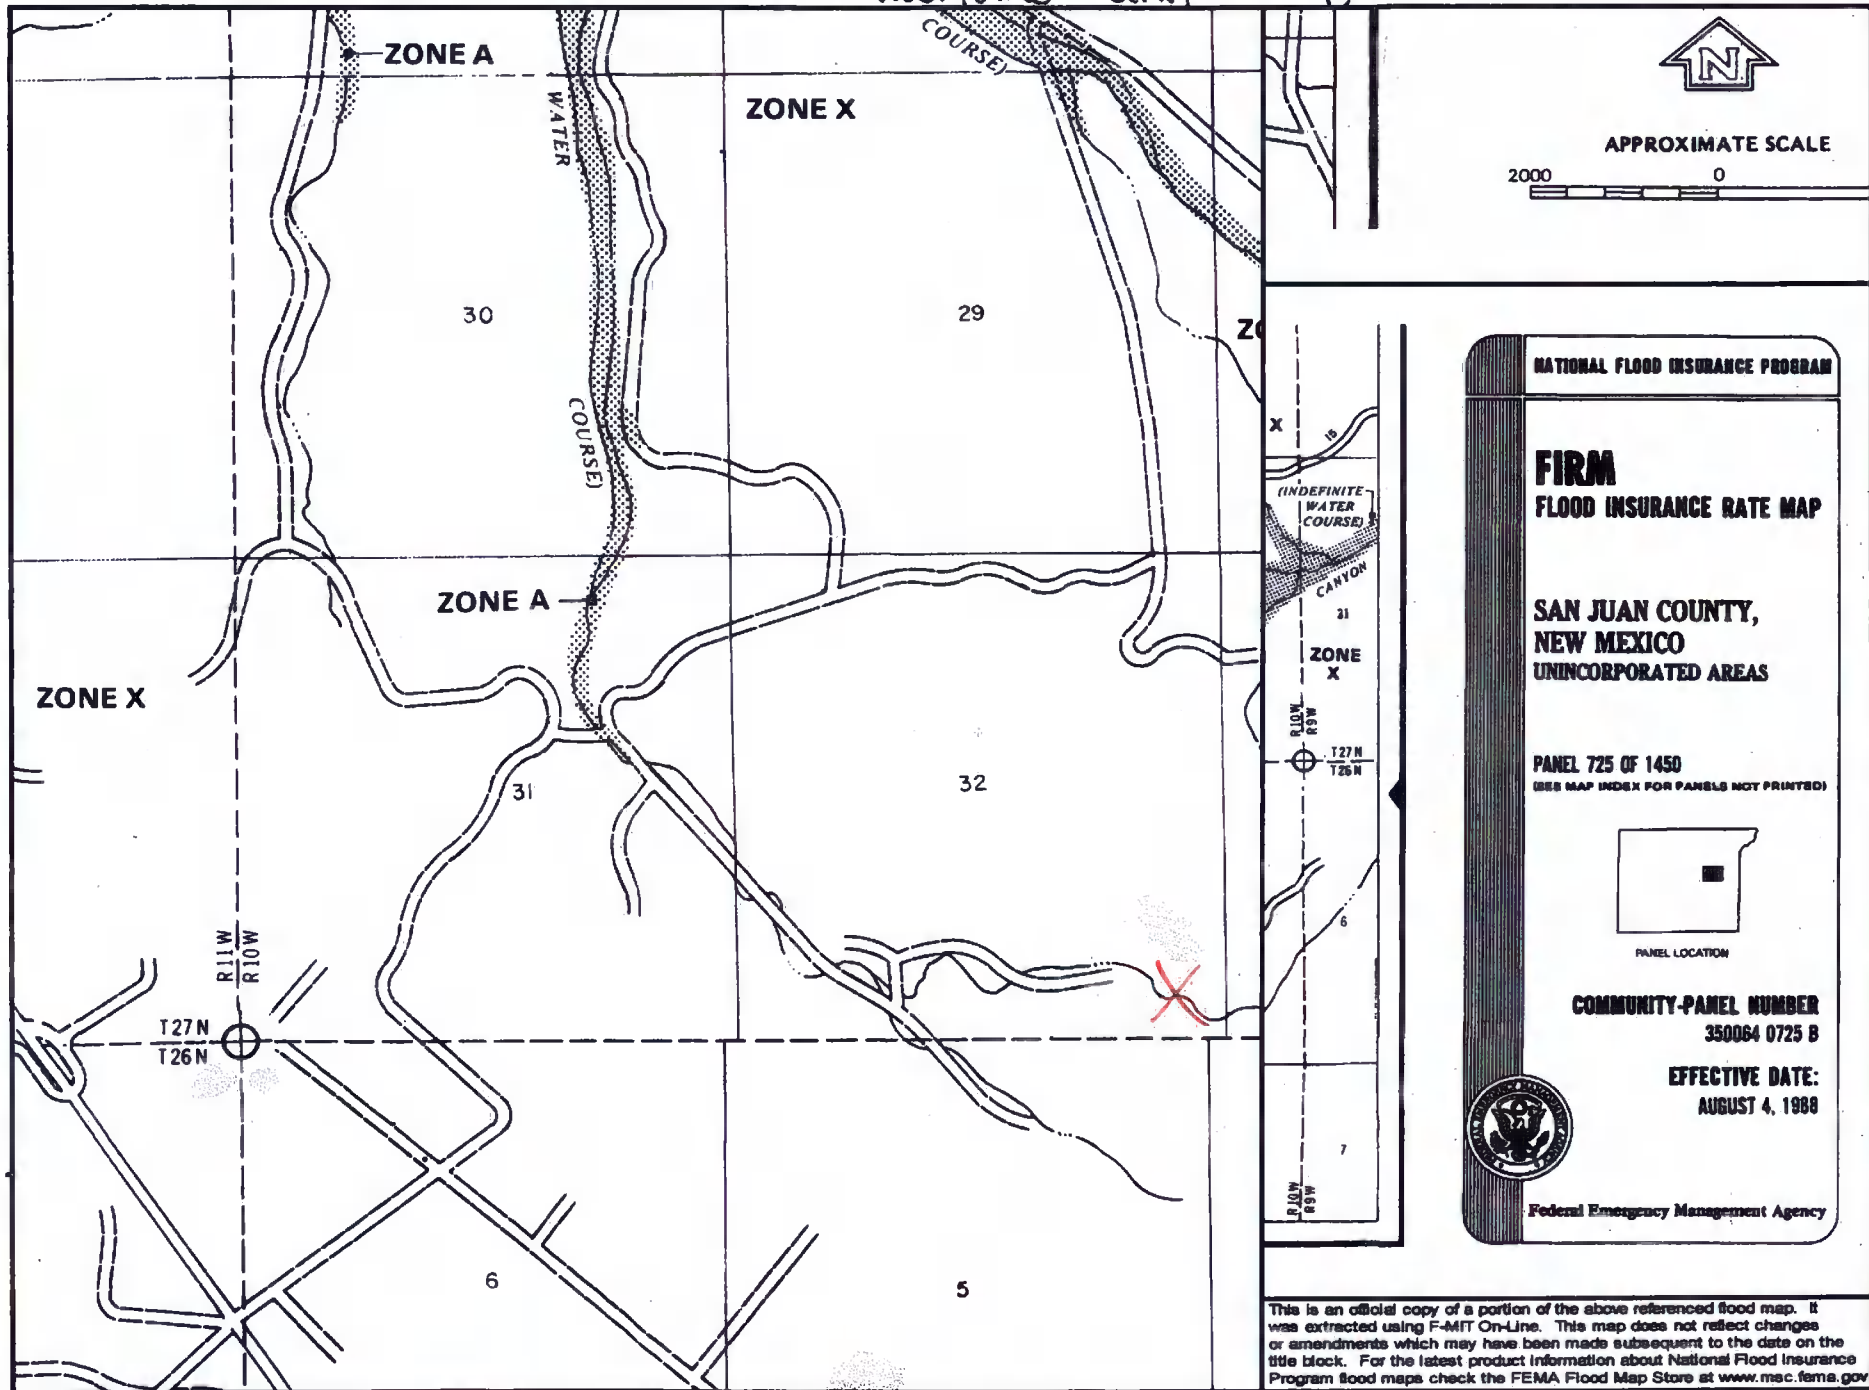 COURSE)
ZONE A
ZONE X
WATER
30
29
COURSE)
ZONE A
ZONE X
31
32
R11W
R10W
T27N
T26N
6
5
APPROXIMATE SCALE
2000 0
N
X
15
(INDEFINITE
WATER
COURSE)
CANYON
31
ZONE
X
R10W
R9W
T27N
T26N
6
7
R10W
R9W
NATIONAL FLOOD INSURANCE PROGRAM
FIRM
FLOOD INSURANCE RATE MAP
SAN JUAN COUNTY,
NEW MEXICO
UNINCORPORATED AREAS
PANEL 725 OF 1450
(SEE MAP INDEX FOR PANELS NOT PRINTED)
PANEL LOCATION
COMMUNITY-PANEL NUMBER
350064 0725 B
EFFECTIVE DATE:
AUGUST 4, 1988
Federal Emergency Management Agency
This is an official copy of a portion of the above referenced flood map. It
was extracted using F-MIT On-Line. This map does not reflect changes
or amendments which may have been made subsequent to the date on the
title block. For the latest product information about National Flood Insurance
Program flood maps check the FEMA Flood Map Store at www.msc.fema.gov